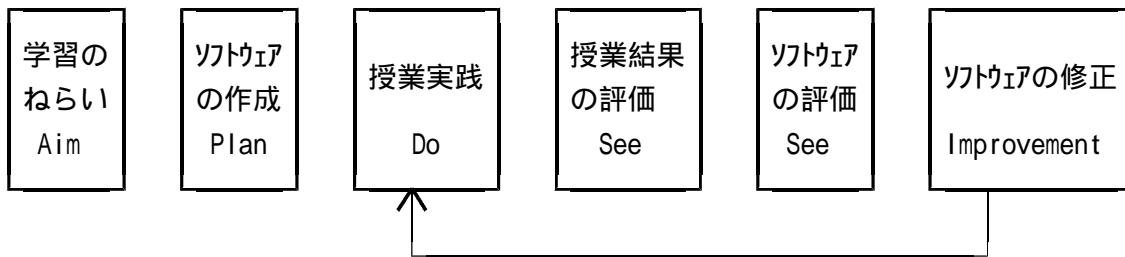 学習の
ねらい
Aim
ソフトウェア
の作成
Plan
授業実践
Do
授業結果
の評価
See
ソフトウェア
の評価
See
ソフトウェアの修正
Improvement